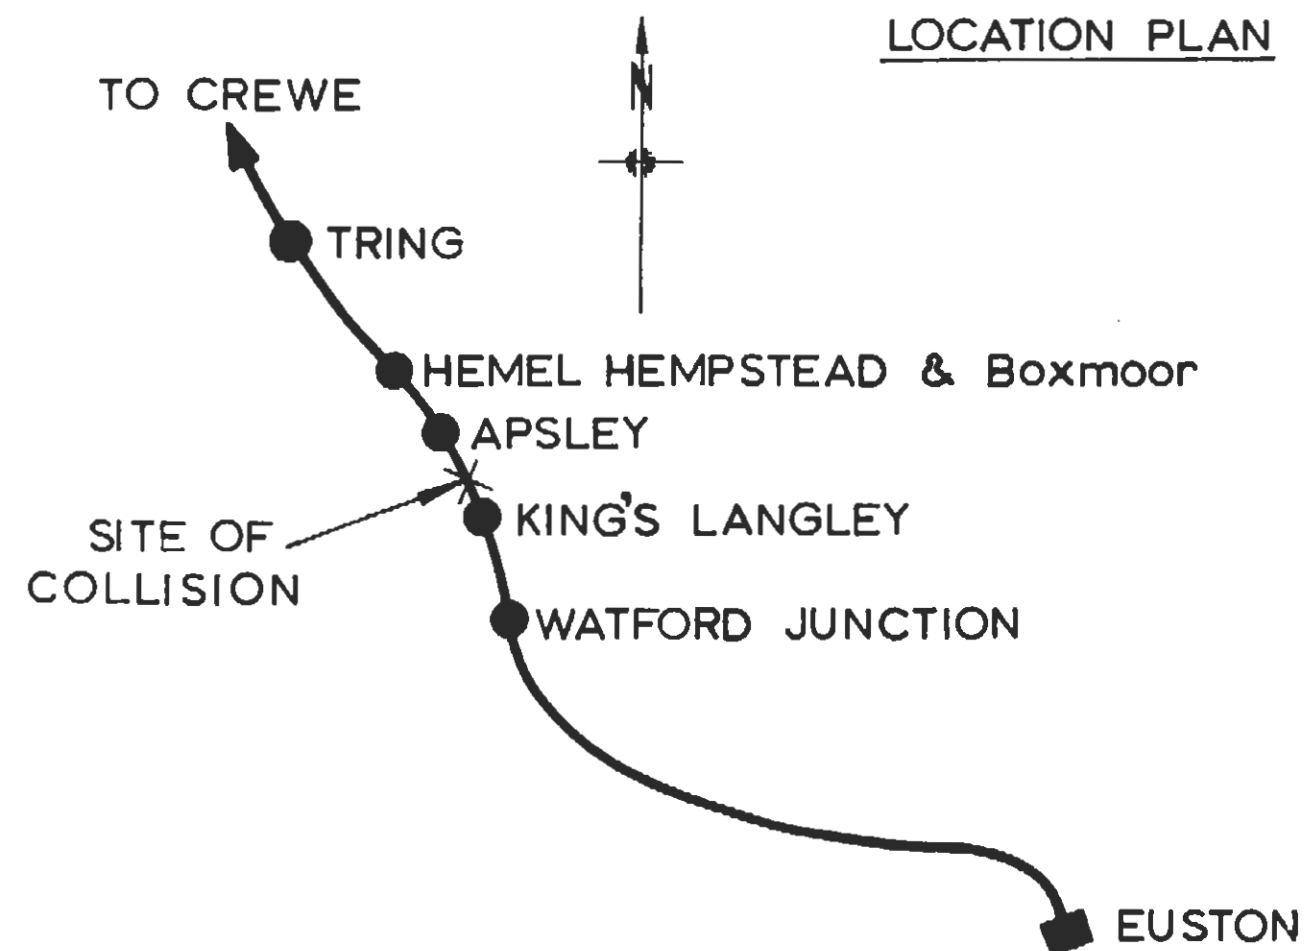 LOCATION PLAN
N
TO CREWE
TRING
HEMEL HEMPSTEAD & Boxmoor
APSLEY
KING'S LANGLEY
SITE OF
COLLISION
WATFORD JUNCTION
EUSTON